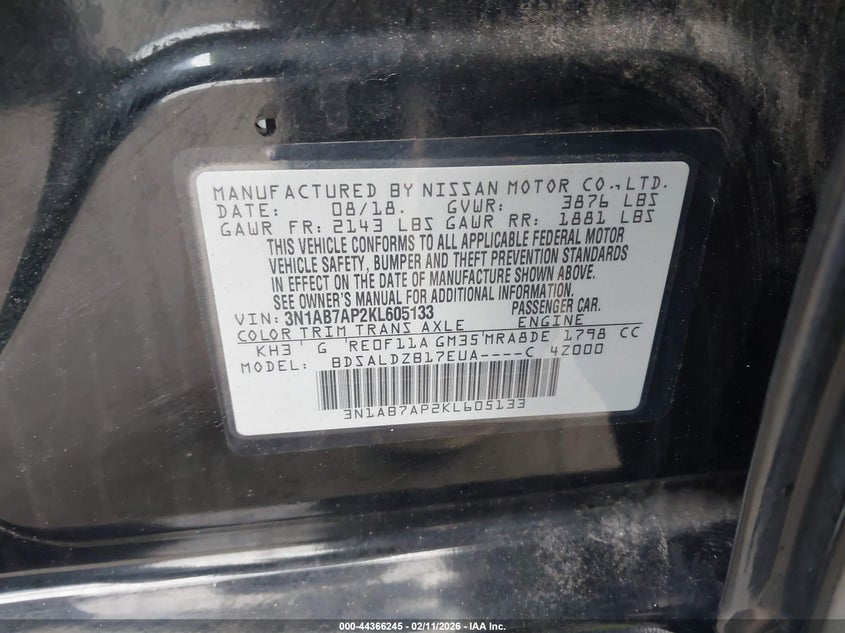 MANUFACTURED BY NISSAN MOTOR CO.,LTD.
DATE: 08/18. GVWR: 3876 LBS
GAWR FR: 2143 LBS GAWR RR: 1881 LBS
THIS VEHICLE CONFORMS TO ALL APPLICABLE FEDERAL MOTOR
VEHICLE SAFETY, BUMPER AND THEFT PREVENTION STANDARDS
IN EFFECT ON THE DATE OF MANUFACTURE SHOWN ABOVE.
SEE OWNER'S MANUAL FOR ADDITIONAL INFORMATION.
VIN: 3N1AB7AP2KL605133 PASSENGER CAR.
COLOR TRIM TRANS AXLE ENGINE
KH3 G RE0F11A GM35 MRA8DE 1798 CC
MODEL: BDSALDZB17EUA----C 4Z000
3N1AB7AP2KL605133
000-44366245 - 02/11/2026 - IAA Inc.